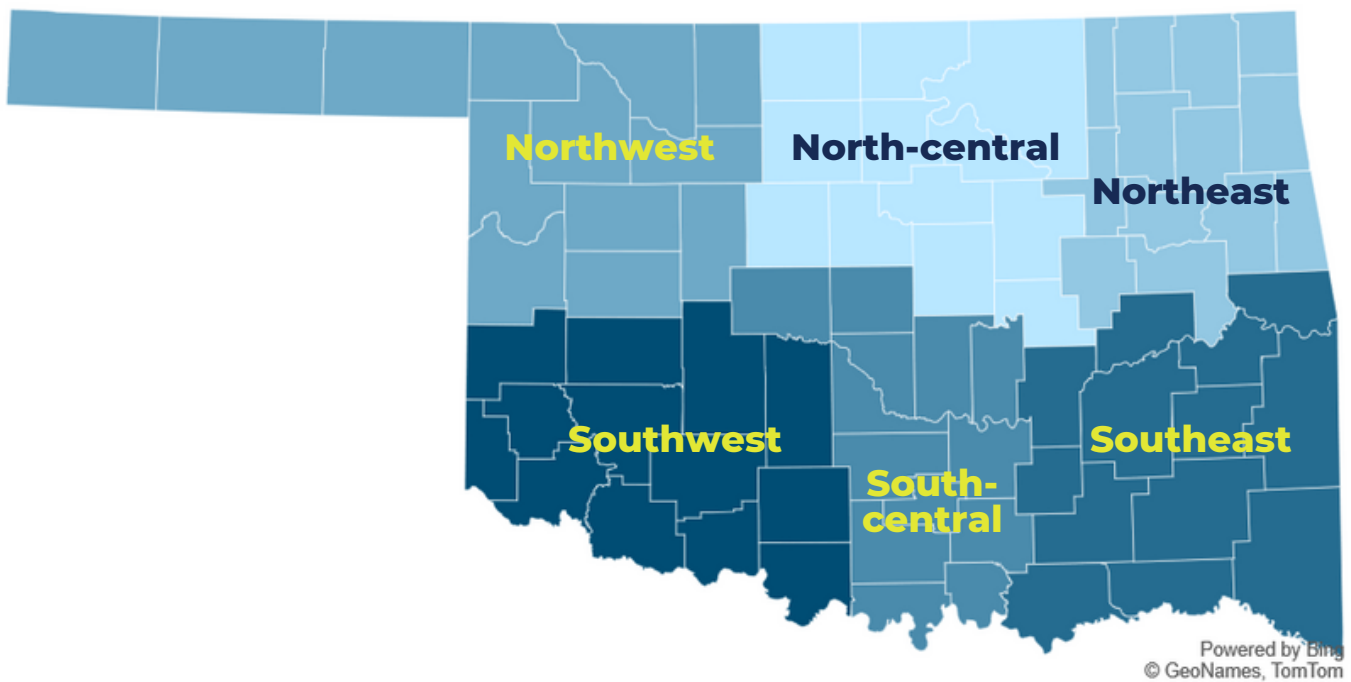 Northwest
North-central
Northeast
Southwest
Southeast
South-
central
Powered by Bing
© GeoNames, TomTom